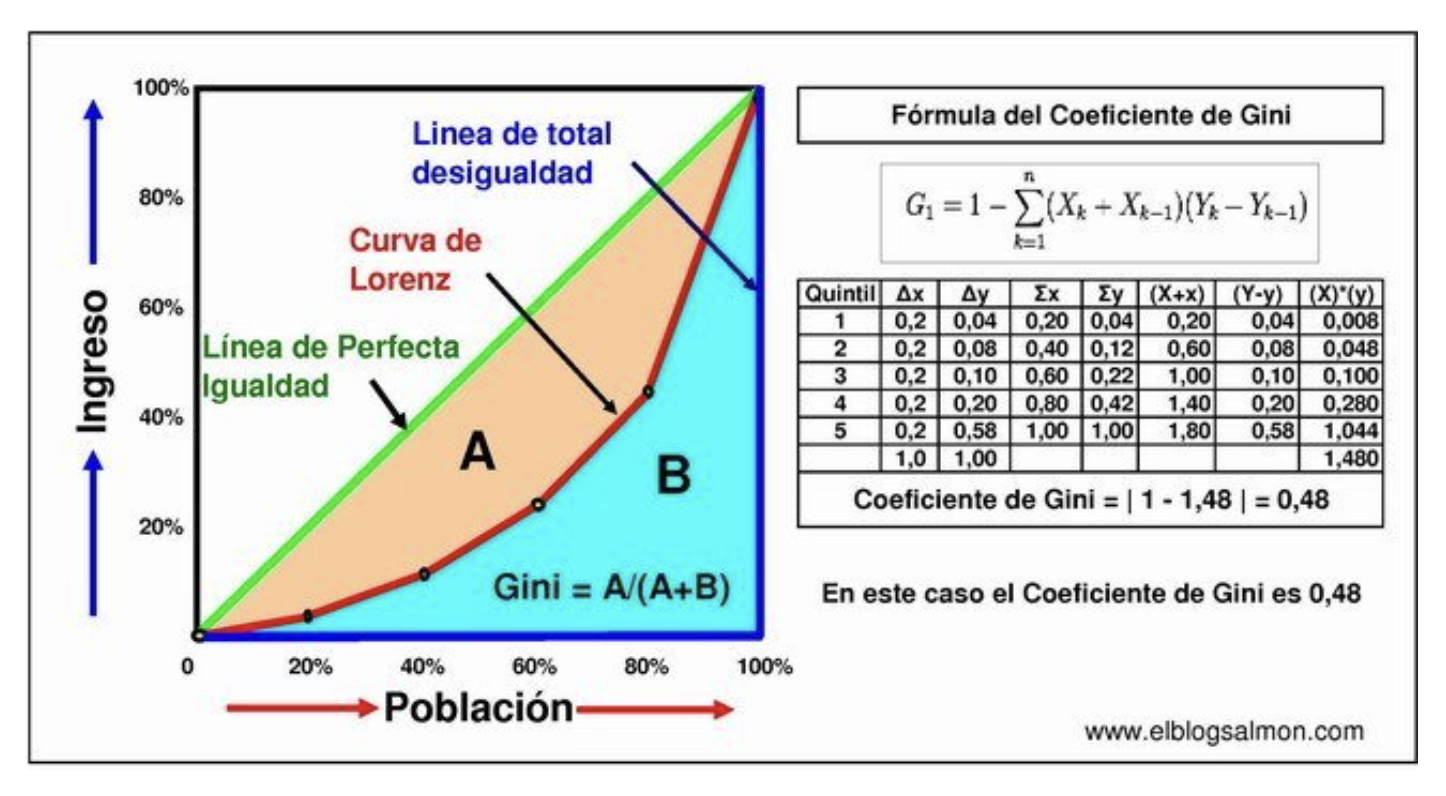 100%
80%
60%
40%
20%
Ingreso
Linea de total
desigualdad
Curva de
Lorenz
Línea de Perfecta
Igualdad
A
B
Gini = A/(A+B)
0 20% 40% 60% 80% 100%
Población
Fórmula del Coeficiente de Gini
G₁ = 1 − ∑ⁿₖ₌₁ (Xₖ + Xₖ₋₁)(Yₖ − Yₖ₋₁)
Quintil Δx Δy Σx Σy (X+x) (Y-y) (X)*(y)
1 0,2 0,04 0,20 0,04 0,20 0,04 0,008
2 0,2 0,08 0,40 0,12 0,60 0,08 0,048
3 0,2 0,10 0,60 0,22 1,00 0,10 0,100
4 0,2 0,20 0,80 0,42 1,40 0,20 0,280
5 0,2 0,58 1,00 1,00 1,80 0,58 1,044
1,0 1,00 1,480
Coeficiente de Gini = | 1 - 1,48 | = 0,48
En este caso el Coeficiente de Gini es 0,48
www.elblogsalmon.com